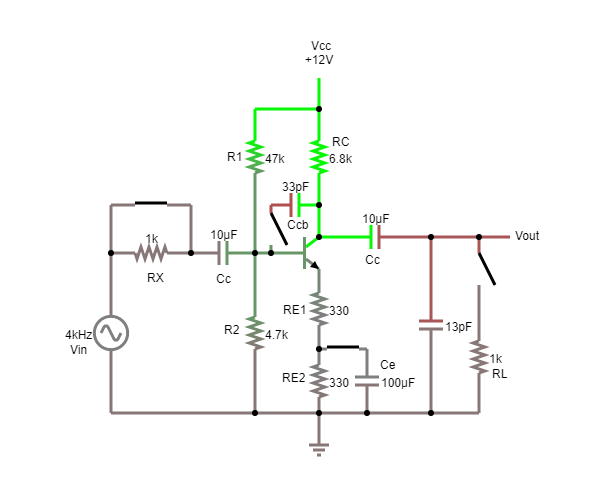 Vcc
+12V
RC
R1
47k
6.8k
33pF
Ccb
10µF
10µF
1k
Vout
Cc
Cc
RX
RE1
330
13pF
4kHz
Vin
R2
4.7k
1k
RL
Ce
RE2
330
100µF